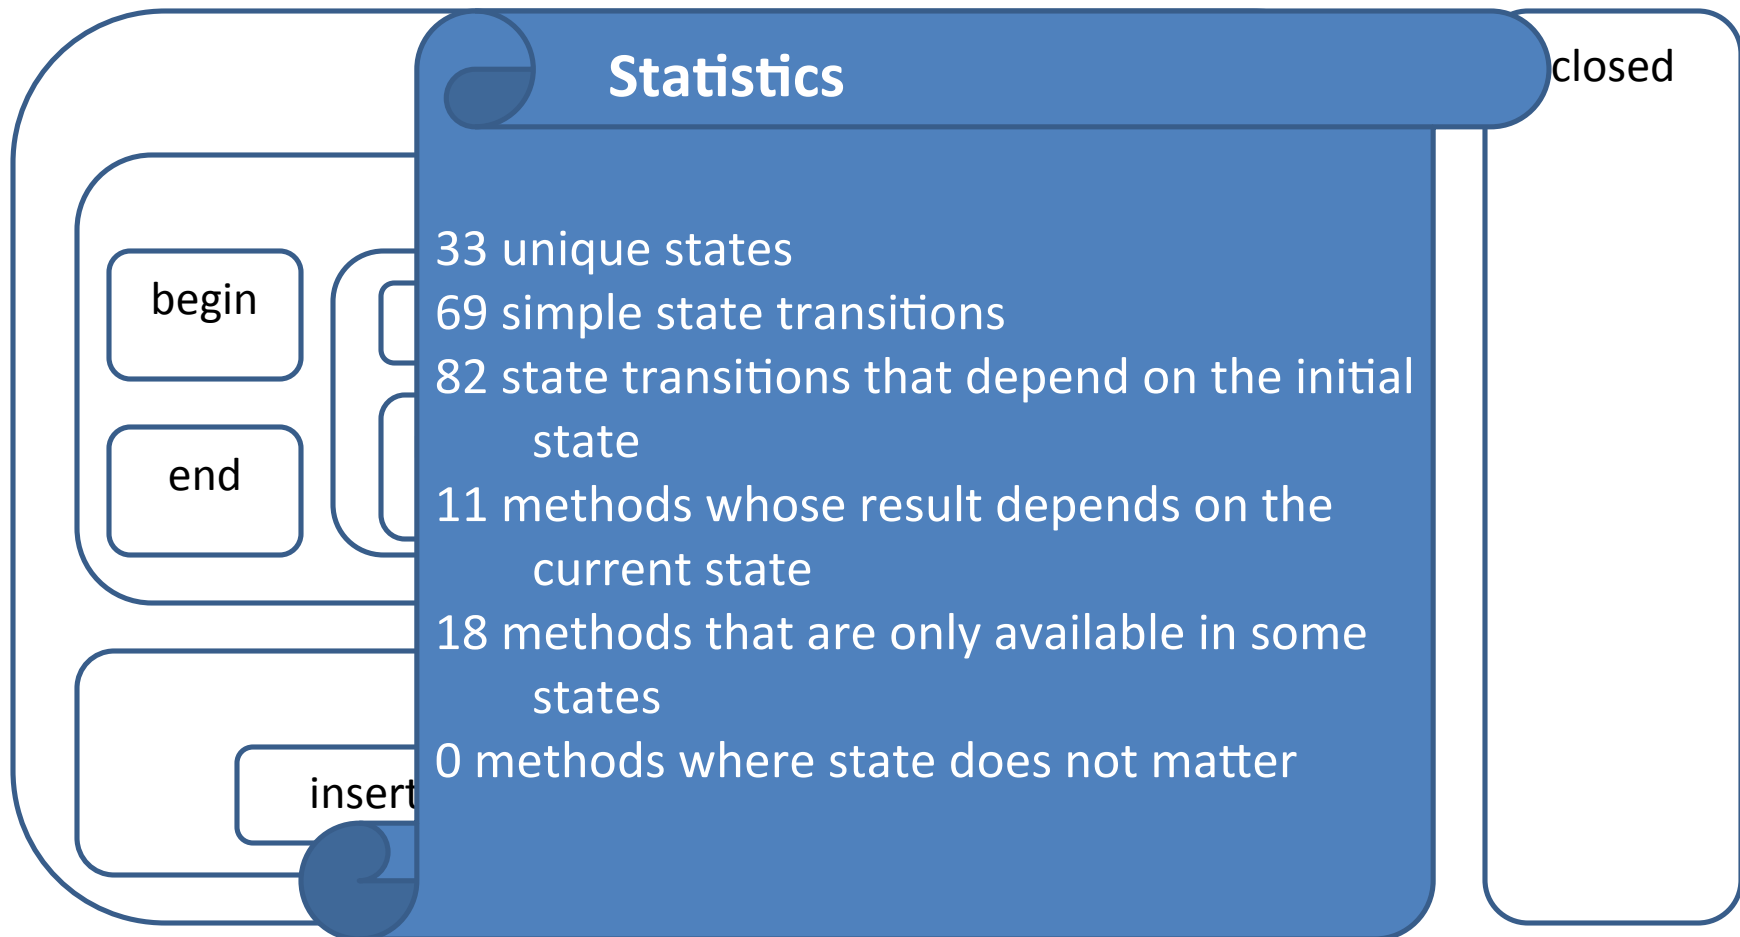 Statistics
closed
33 unique states
begin
69 simple state transitions
82 state transitions that depend on the initial
state
end
11 methods whose result depends on the
current state
18 methods that are only available in some
states
0 methods where state does not matter
insert